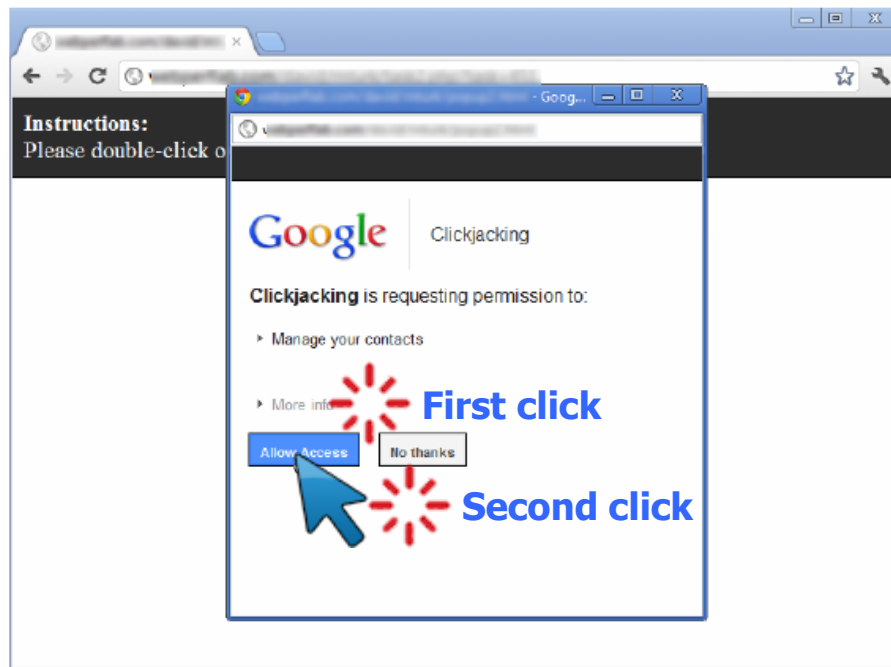 - Goog...
Instructions:
Please double-click o
Google
Clickjacking
Clickjacking is requesting permission to:
Manage your contacts
More info
First click
Allow Access
No thanks
Second click